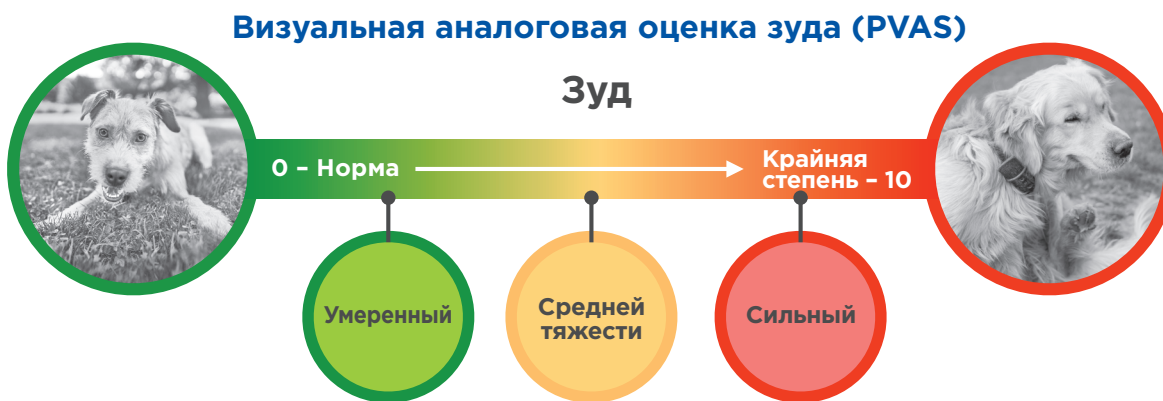 Визуальная аналоговая оценка зуда (PVAS)
Зуд
0 – Норма
Крайняя
степень – 10
Умеренный
Средней
тяжести
Сильный